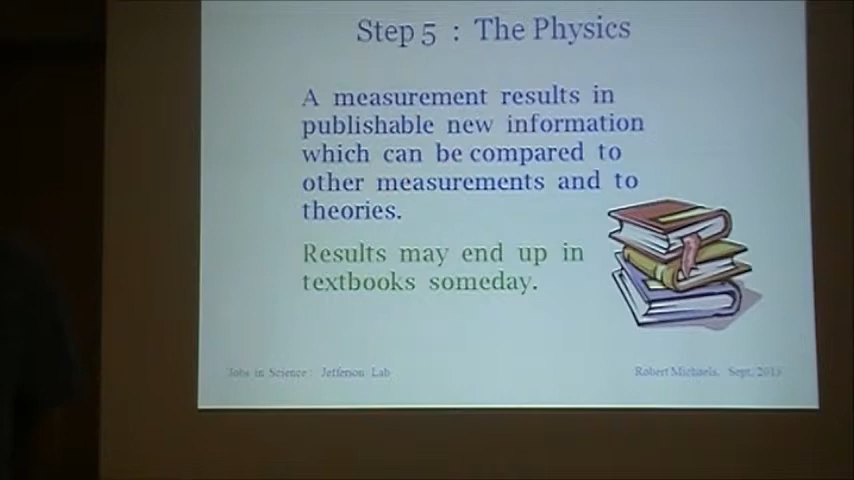 Step 5 : The Physics
A measurement results in
publishable new information
which can be compared to
other measurements and to
theories.
Results may end up in
textbooks someday.
Jobs in Science : Jefferson Lab
Robert Michaels, Sept, 2013